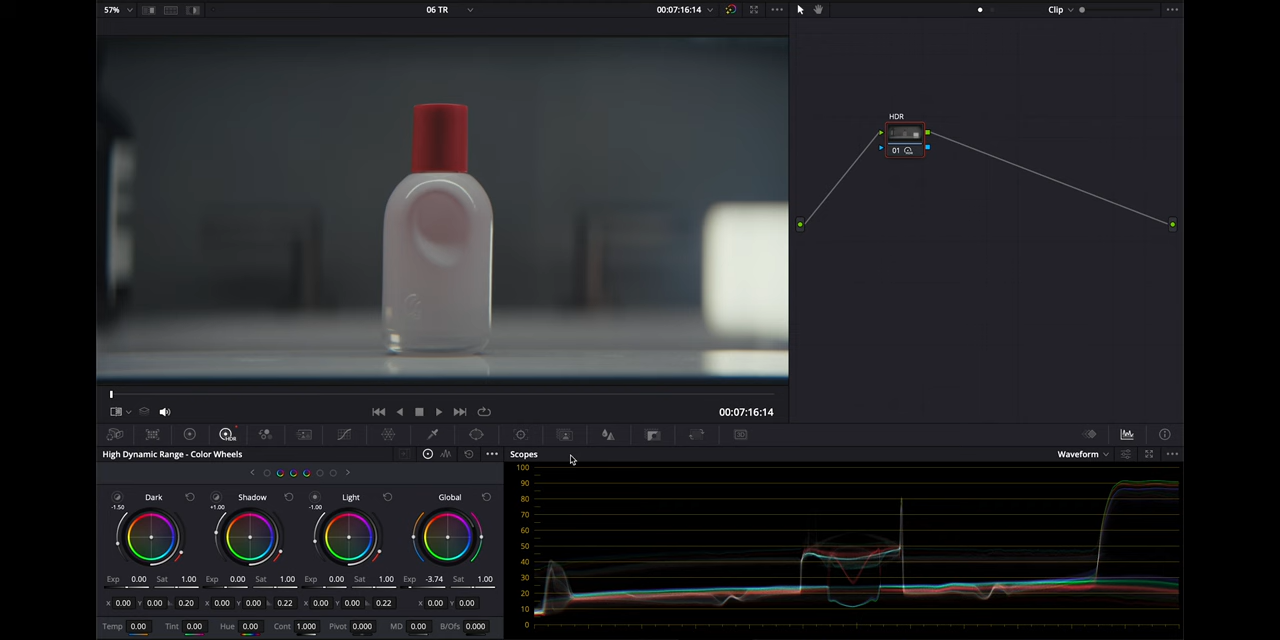 57% 06 TR 00:07:16:14 Clip
HDR
01
00:07:16:14
HDR
High Dynamic Range - Color Wheels Scopes Waveform
Dark Shadow Light Global
-1.50 +1.00 -1.00
Exp 0.00 Sat 1.00 Exp 0.00 Sat 1.00 Exp 0.00 Sat 1.00 Exp -3.74 Sat 1.00
X 0.00 Y 0.00 0.20 X 0.00 Y 0.00 0.22 X 0.00 Y 0.00 0.22 X 0.00 Y 0.00
Temp 0.00 Tint 0.00 Hue 0.00 Cont 1.000 Pivot 0.000 MD 0.00 B/Ofs 0.000
100
90
80
70
60
50
40
30
20
10
0